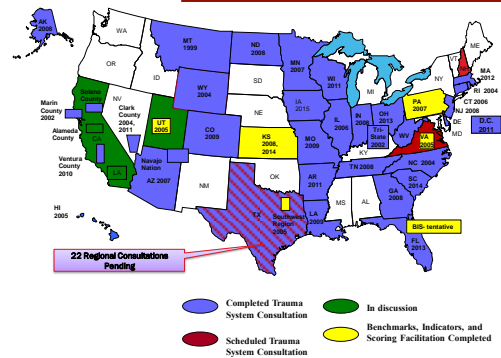 AK
2008
WA
OR
ID
NV
MT
1999
WY
2004
ND
2008
SD
NE
MN
2007
WI
2011
IA
2015
MI
NY
VT
NH
ME
MA
2012
RI 2004
CT 2006
NJ 2008
DE
MD
D.C.
2011
PA
2007
Solano
County
Marin
County
2002
Alameda
County
Clark
County
2004,
2011
Ventura
County
2010
CA
LA
UT
2005
CO
2009
KS
2008,
2014
MO
2009
IL
2006
IN
2008
OH
2013
Tri-
State
2002
WV
VA
2005
KY
Navajo
Nation
AZ 2007
NM
OK
TX
Southwest
Region
2005
AR
2011
LA
2009
TN 2008
NC 2004
SC
2014
GA
2008
MS
AL
FL
2013
BIS- tentative
HI
2005
22 Regional Consultations
Pending
Completed Trauma
System Consultation
In discussion
Scheduled Trauma
System Consultation
Benchmarks, Indicators, and
Scoring Facilitation Completed